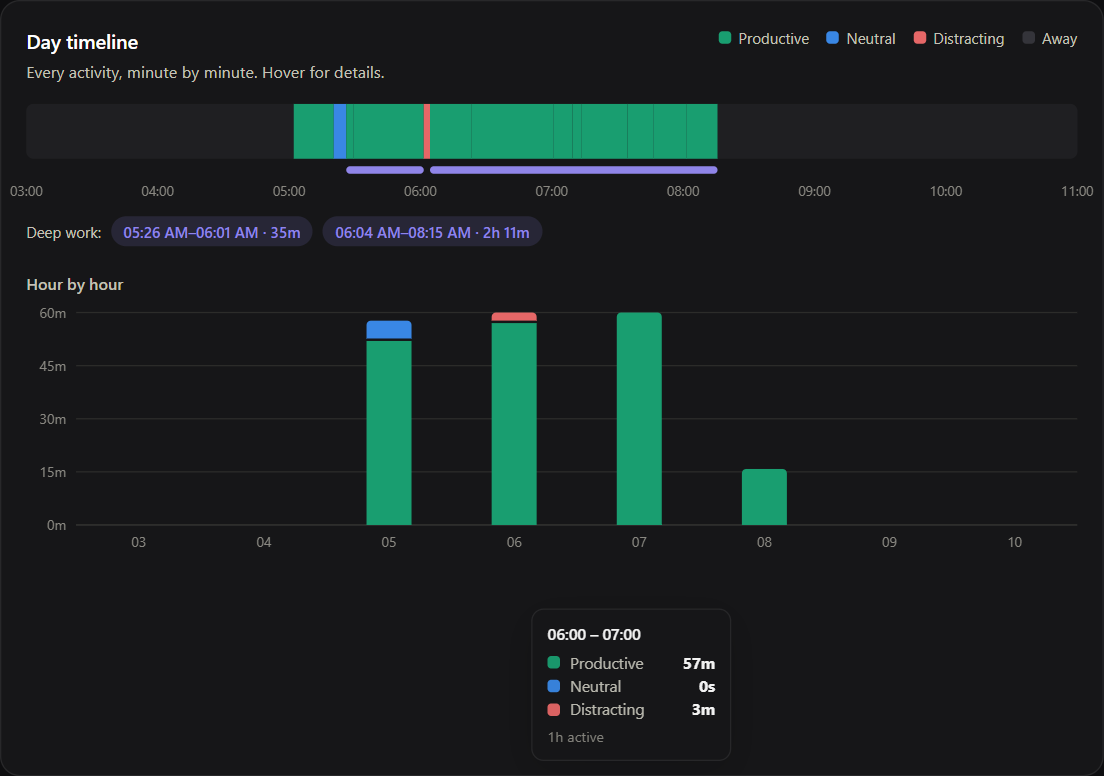 Day timeline
Productive Neutral Distracting Away
Every activity, minute by minute. Hover for details.
03:00 04:00 05:00 06:00 07:00 08:00 09:00 10:00 11:00
Deep work: 05:26 AM–06:01 AM · 35m 06:04 AM–08:15 AM · 2h 11m
Hour by hour
60m
45m
30m
15m
0m
03 04 05 06 07 08 09 10
06:00 – 07:00
Productive 57m
Neutral 0s
Distracting 3m
1h active